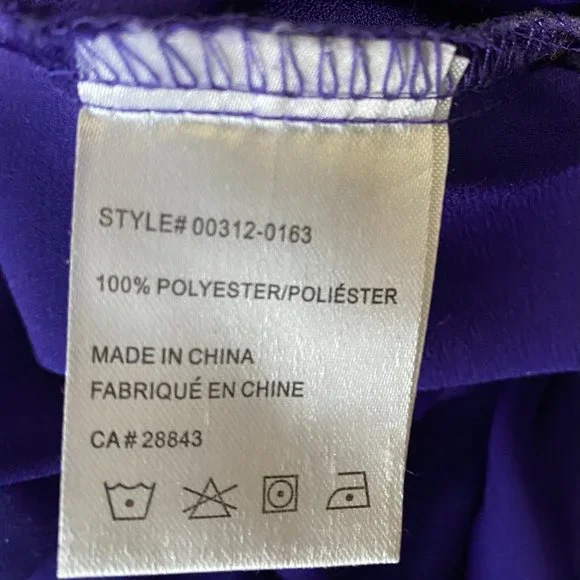 STYLE# 00312-0163
100% POLYESTER/POLIÉSTER
MADE IN CHINA
FABRIQUÉ EN CHINE
CA# 28843